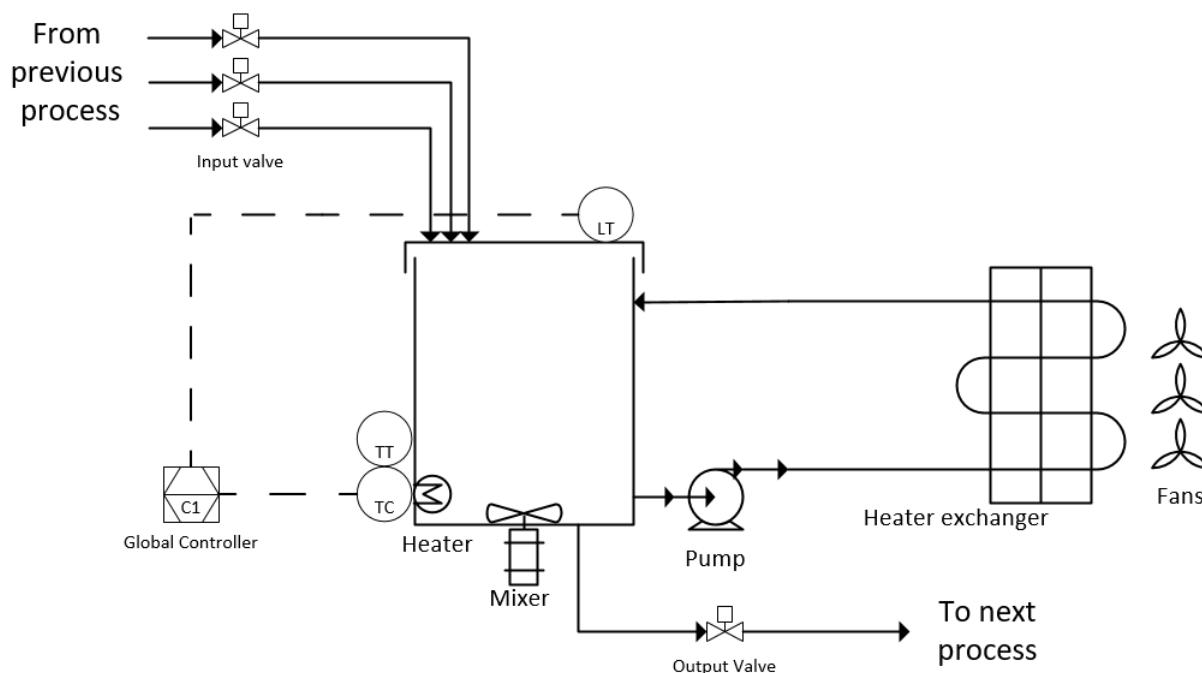 From
previous
process
Input valve
LT
TT
TC
C1
Global Controller
Heater
Mixer
Pump
Heater exchanger
Fans
Output Valve
To next
process